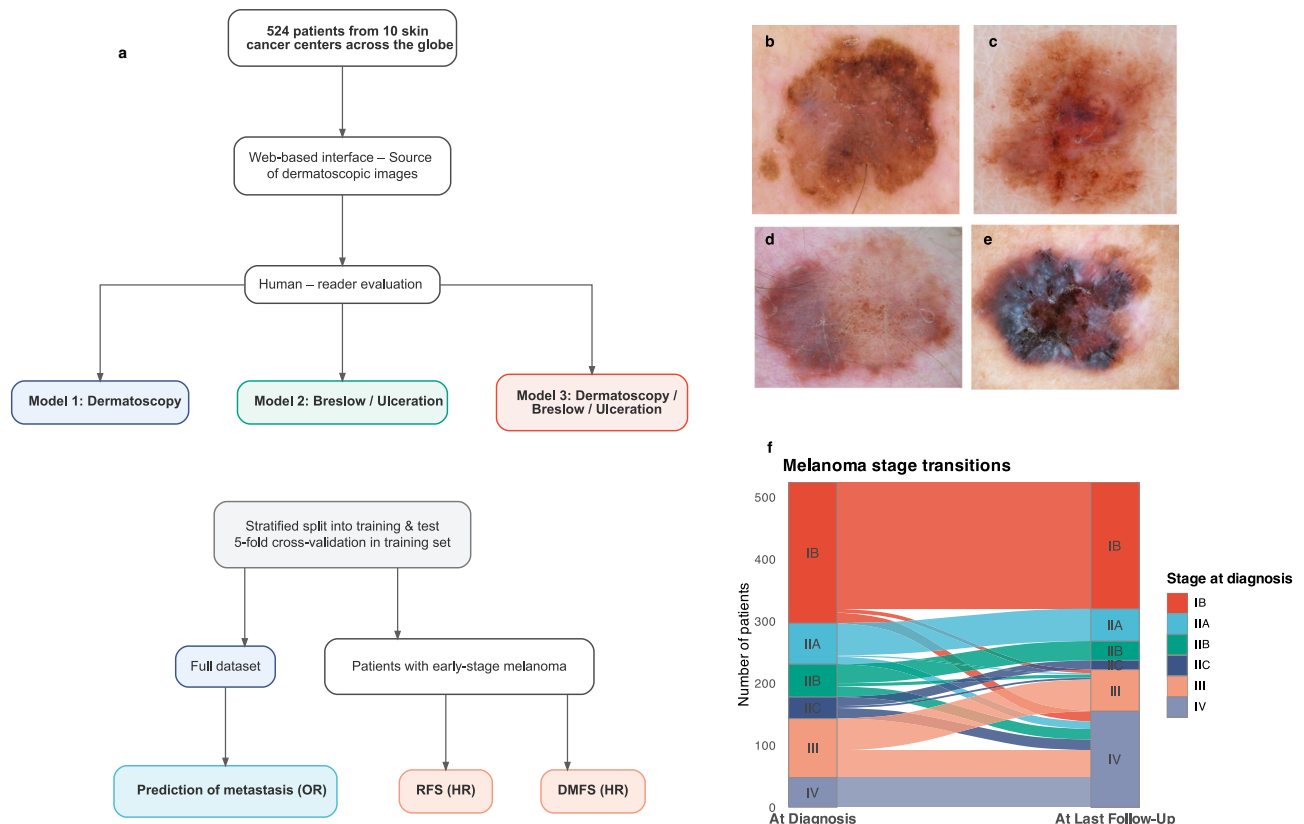 a
524 patients from 10 skin
cancer centers across the globe
Web-based interface – Source
of dermatoscopic images
Human – reader evaluation
Model 1: Dermatoscopy
Model 2: Breslow / Ulceration
Model 3: Dermatoscopy /
Breslow / Ulceration
Stratified split into training & test
5-fold cross-validation in training set
Full dataset
Patients with early-stage melanoma
Prediction of metastasis (OR)
RFS (HR)
DMFS (HR)
b
c
d
e
f
Melanoma stage transitions
Number of patients
500
400
300
200
100
0
IB
IIA
IIB
IIC
III
IV
IB
IIA
IIB
IIC
III
IV
At Diagnosis
At Last Follow-Up
Stage at diagnosis
IB
IIA
IIB
IIC
III
IV